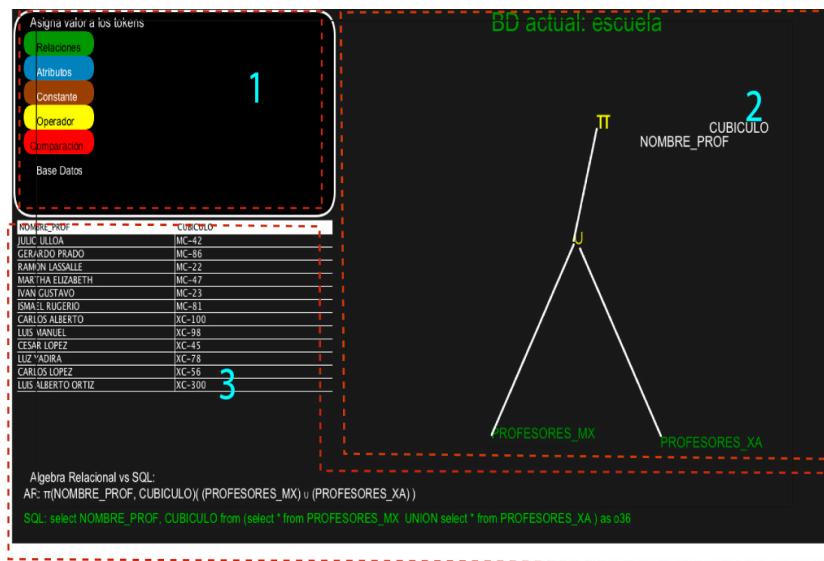 Asigna valor a los tokens
Relaciones
Atributos
Constante
Operador
Comparación
Base Datos
1
BD actual: escuela
2
π
CUBICULO
NOMBRE_PROF
U
PROFESORES_MX
PROFESORES_XA
NOMBRE_PROF CUBICULO
JULIO ULLOA MC-42
GERARDO PRADO MC-86
RAMON LASSALLE MC-22
MARTHA ELIZABETH MC-47
IVAN GUSTAVO MC-23
ISMAEL RUGERIO MC-81
CARLOS ALBERTO XC-100
LUIS MANUEL XC-98
CESAR LOPEZ XC-45
LUZ YADIRA XC-78
CARLOS LOPEZ XC-56
LUIS ALBERTO ORTIZ XC-300
3
Algebra Relacional vs SQL:
AR: π(NOMBRE_PROF, CUBICULO)( (PROFESORES_MX) ∪ (PROFESORES_XA) )
SQL: select NOMBRE_PROF, CUBICULO from (select * from PROFESORES_MX UNION select * from PROFESORES_XA ) as o36